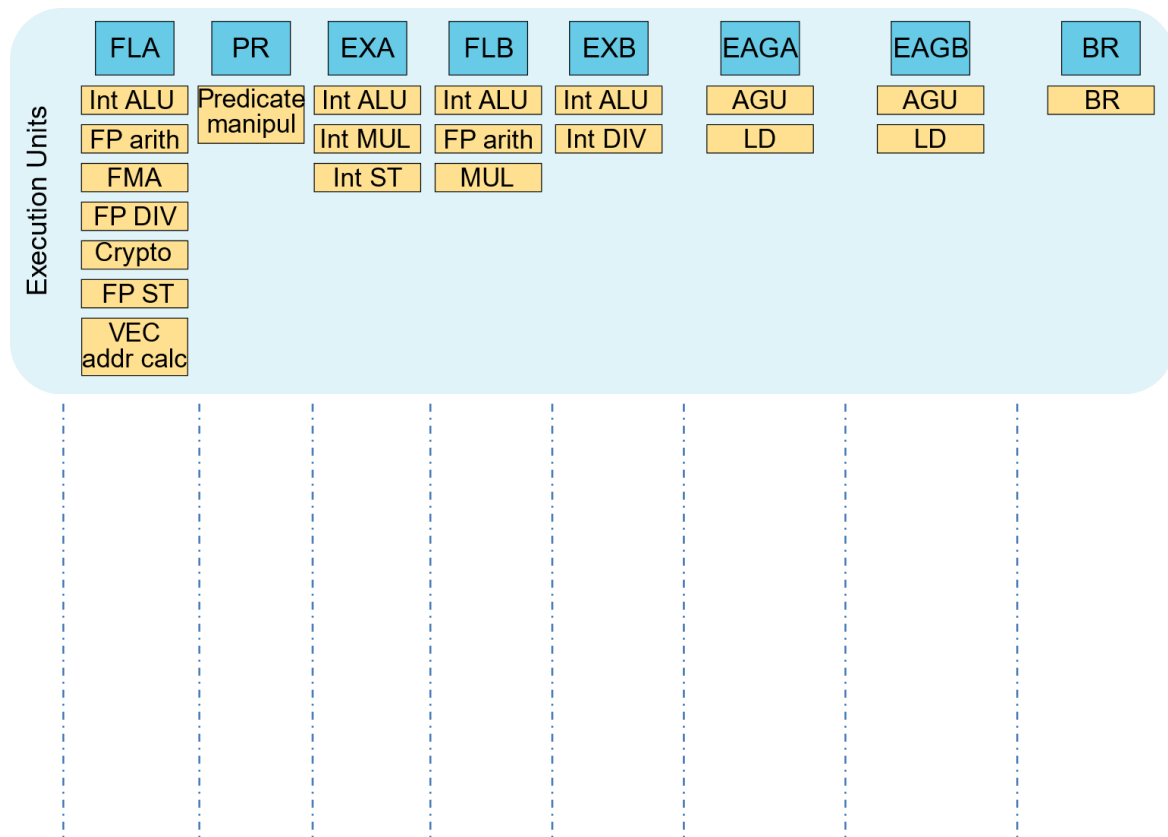 Execution Units
FLA
Int ALU
FP arith
FMA
FP DIV
Crypto
FP ST
VEC
addr calc
PR
Predicate
manipul
EXA
Int ALU
Int MUL
Int ST
FLB
Int ALU
FP arith
MUL
EXB
Int ALU
Int DIV
EAGA
AGU
LD
EAGB
AGU
LD
BR
BR